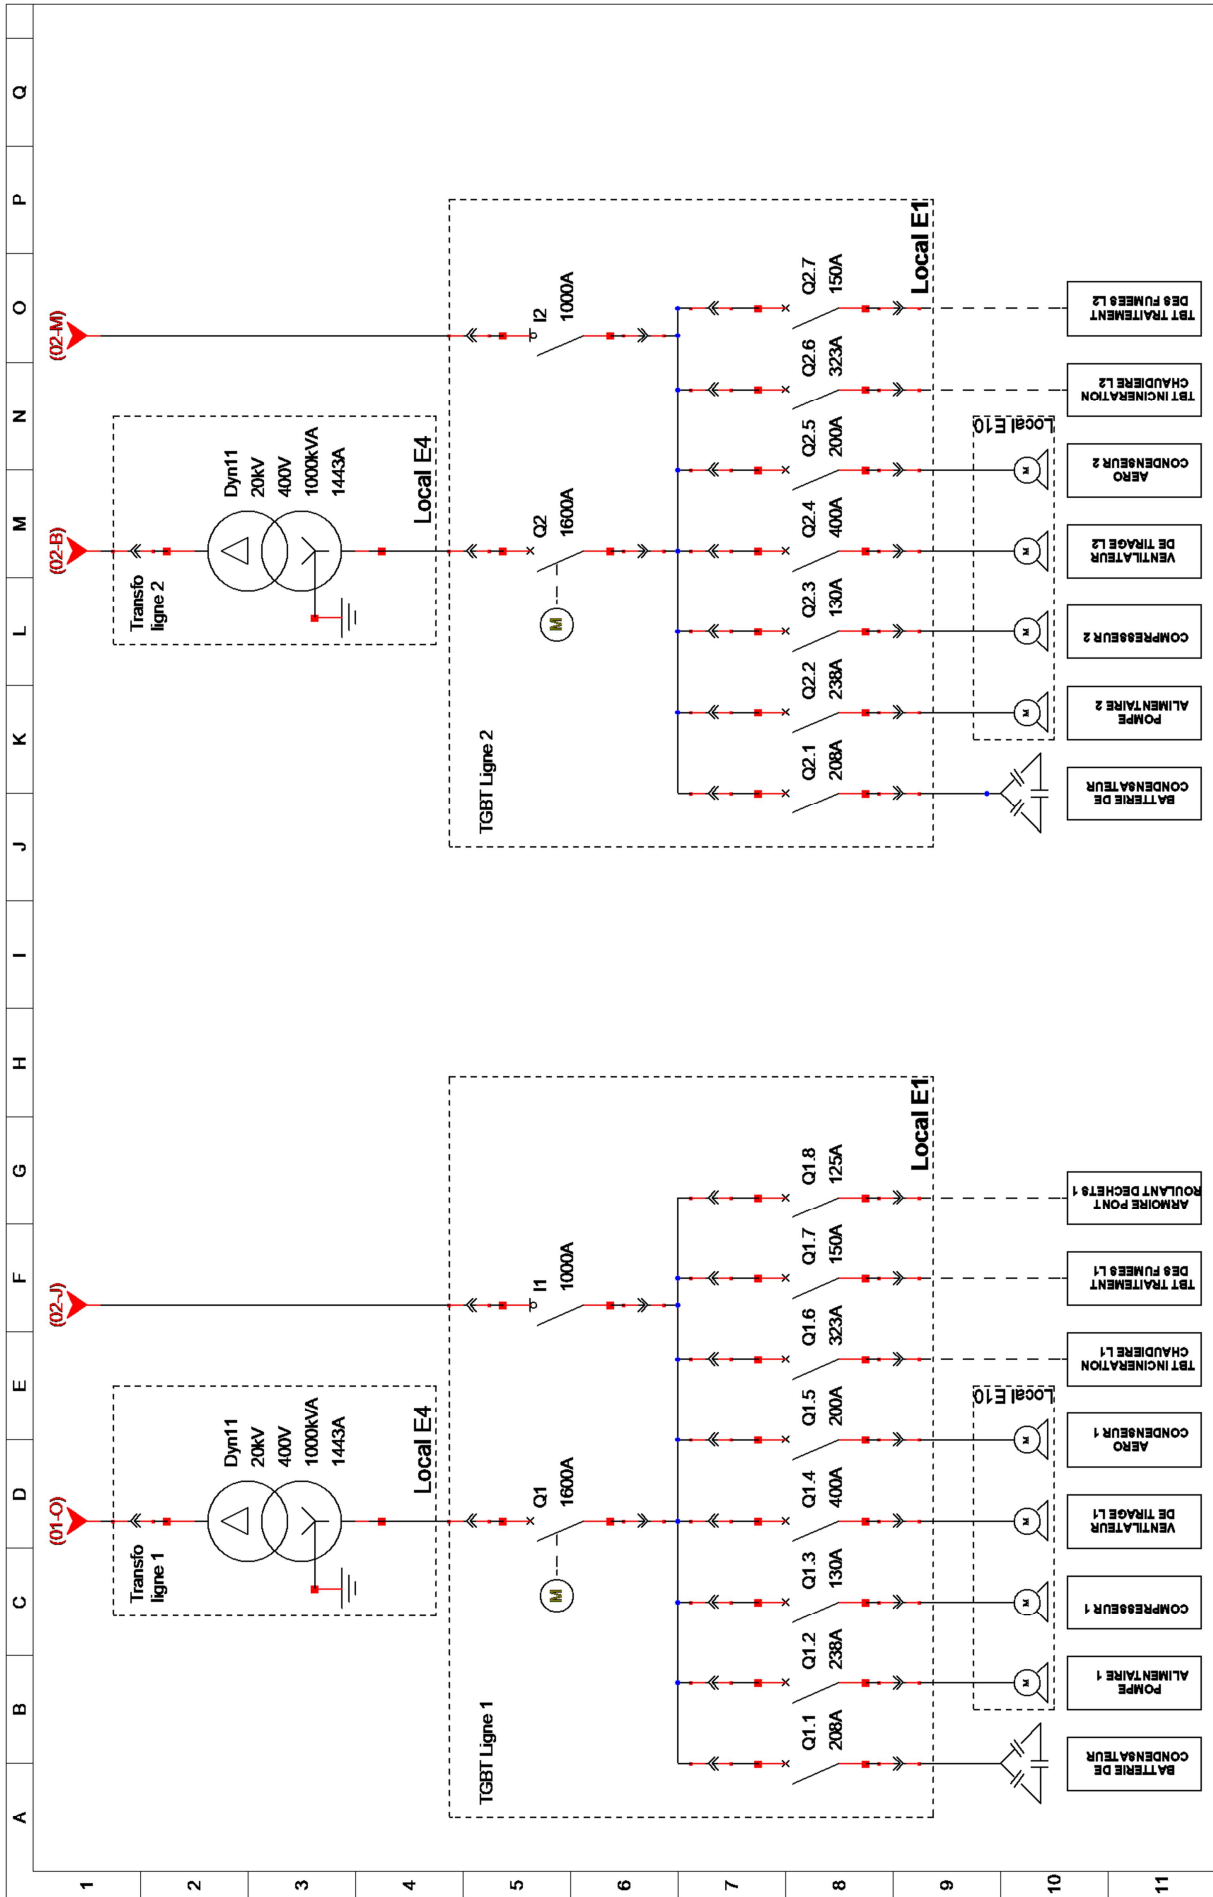 A
B
C
D
E
F
G
H
I
J
K
L
M
N
O
P
Q
1
2
3
4
5
6
7
8
9
10
11
(01-O)
(02-J)
Transfo
ligne 1
Dyn11
20kV
400V
1000kVA
1443A
Local E4
TGBT Ligne 1
Q1
1600A
I1
1000A
M
Q1.1
208A
Q1.2
238A
Q1.3
130A
Q1.4
400A
Q1.5
200A
Q1.6
323A
Q1.7
150A
Q1.8
125A
Local E1
Local E10
M
M
M
M
BATTERIE DE
CONDENSATEUR
POMPE
ALIMENTAIRE 1
COMPRESSEUR 1
VENTILATEUR
DE TIRAGE L1
AERO
CONDENSEUR 1
TBT INCINERATION
CHAUDIERE L1
TBT TRAITEMENT
DES FUMEES L1
ARMOIRE PONT
ROULANT DECHETS 1
(02-B)
(02-M)
Transfo
ligne 2
Dyn11
20kV
400V
1000kVA
1443A
Local E4
TGBT Ligne 2
Q2
1600A
I2
1000A
M
Q2.1
208A
Q2.2
238A
Q2.3
130A
Q2.4
400A
Q2.5
200A
Q2.6
323A
Q2.7
150A
Local E1
Local E10
M
M
M
M
BATTERIE DE
CONDENSATEUR
POMPE
ALIMENTAIRE 2
COMPRESSEUR 2
VENTILATEUR
DE TIRAGE L2
AERO
CONDENSEUR 2
TBT INCINERATION
CHAUDIERE L2
TBT TRAITEMENT
DES FUMEES L2